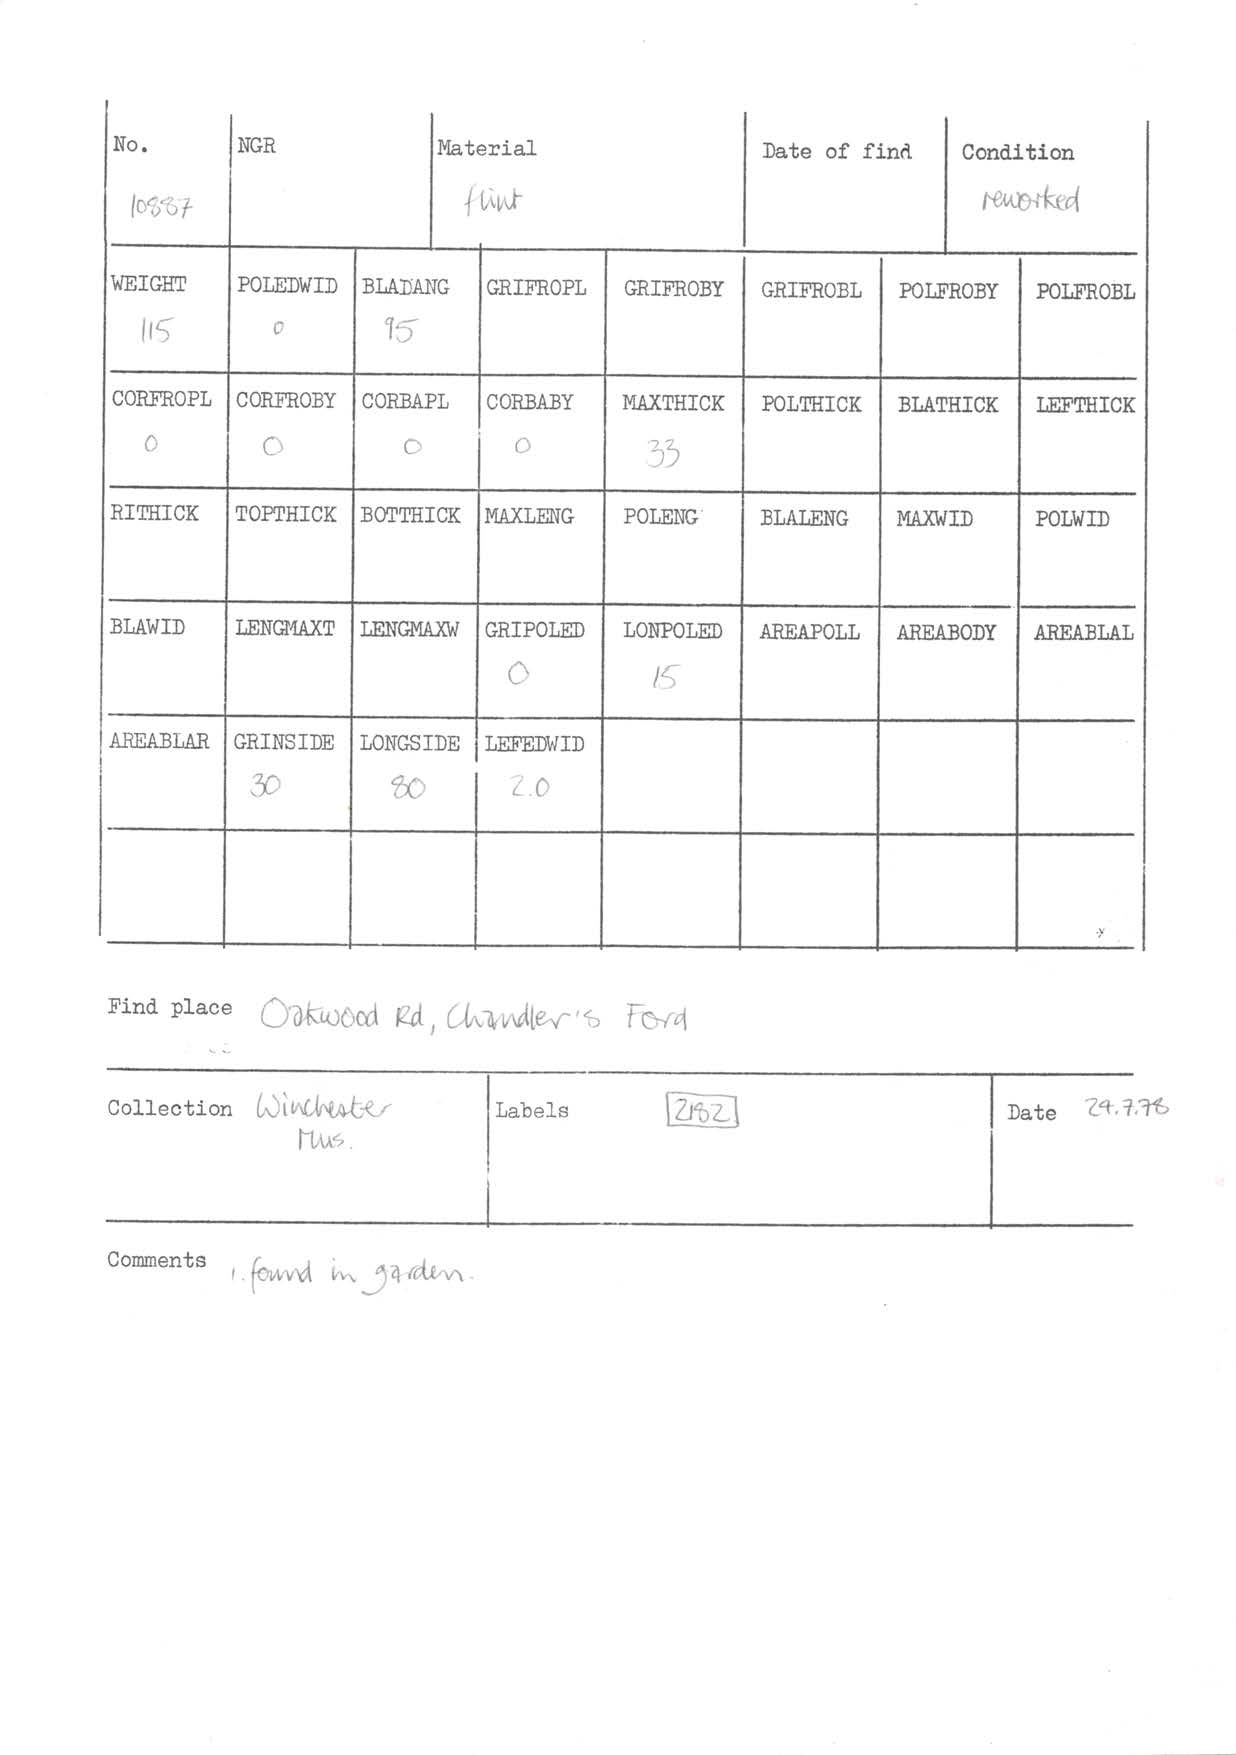 No. NGR Material Date of find Condition
10887 flint reworked
WEIGHT POLEDWID BLADANG GRIFROPL GRIFROBY GRIFROBL POLFROBY POLFROBL
115 0 95
CORFROPL CORFROBY CORBAPL CORBABY MAXTHICK POLTHICK BLATHICK LEFTHICK
0 0 0 0 33
RITHICK TOPTHICK BOTTHICK MAXLENG POLENG BLALENG MAXWID POLWID
BLAWID LENGMAXT LENGMAXW GRIPOLED LONPOLED AREAPOLL AREABODY AREABLAL
0 15
AREABLAR GRINSIDE LONGSIDE LEFEDWID
30 80 2.0
Find place Oakwood Rd, Chandler's Ford
Collection Winchester Labels 2182 Date 24.7.78
Mus.
Comments 1. found in garden.